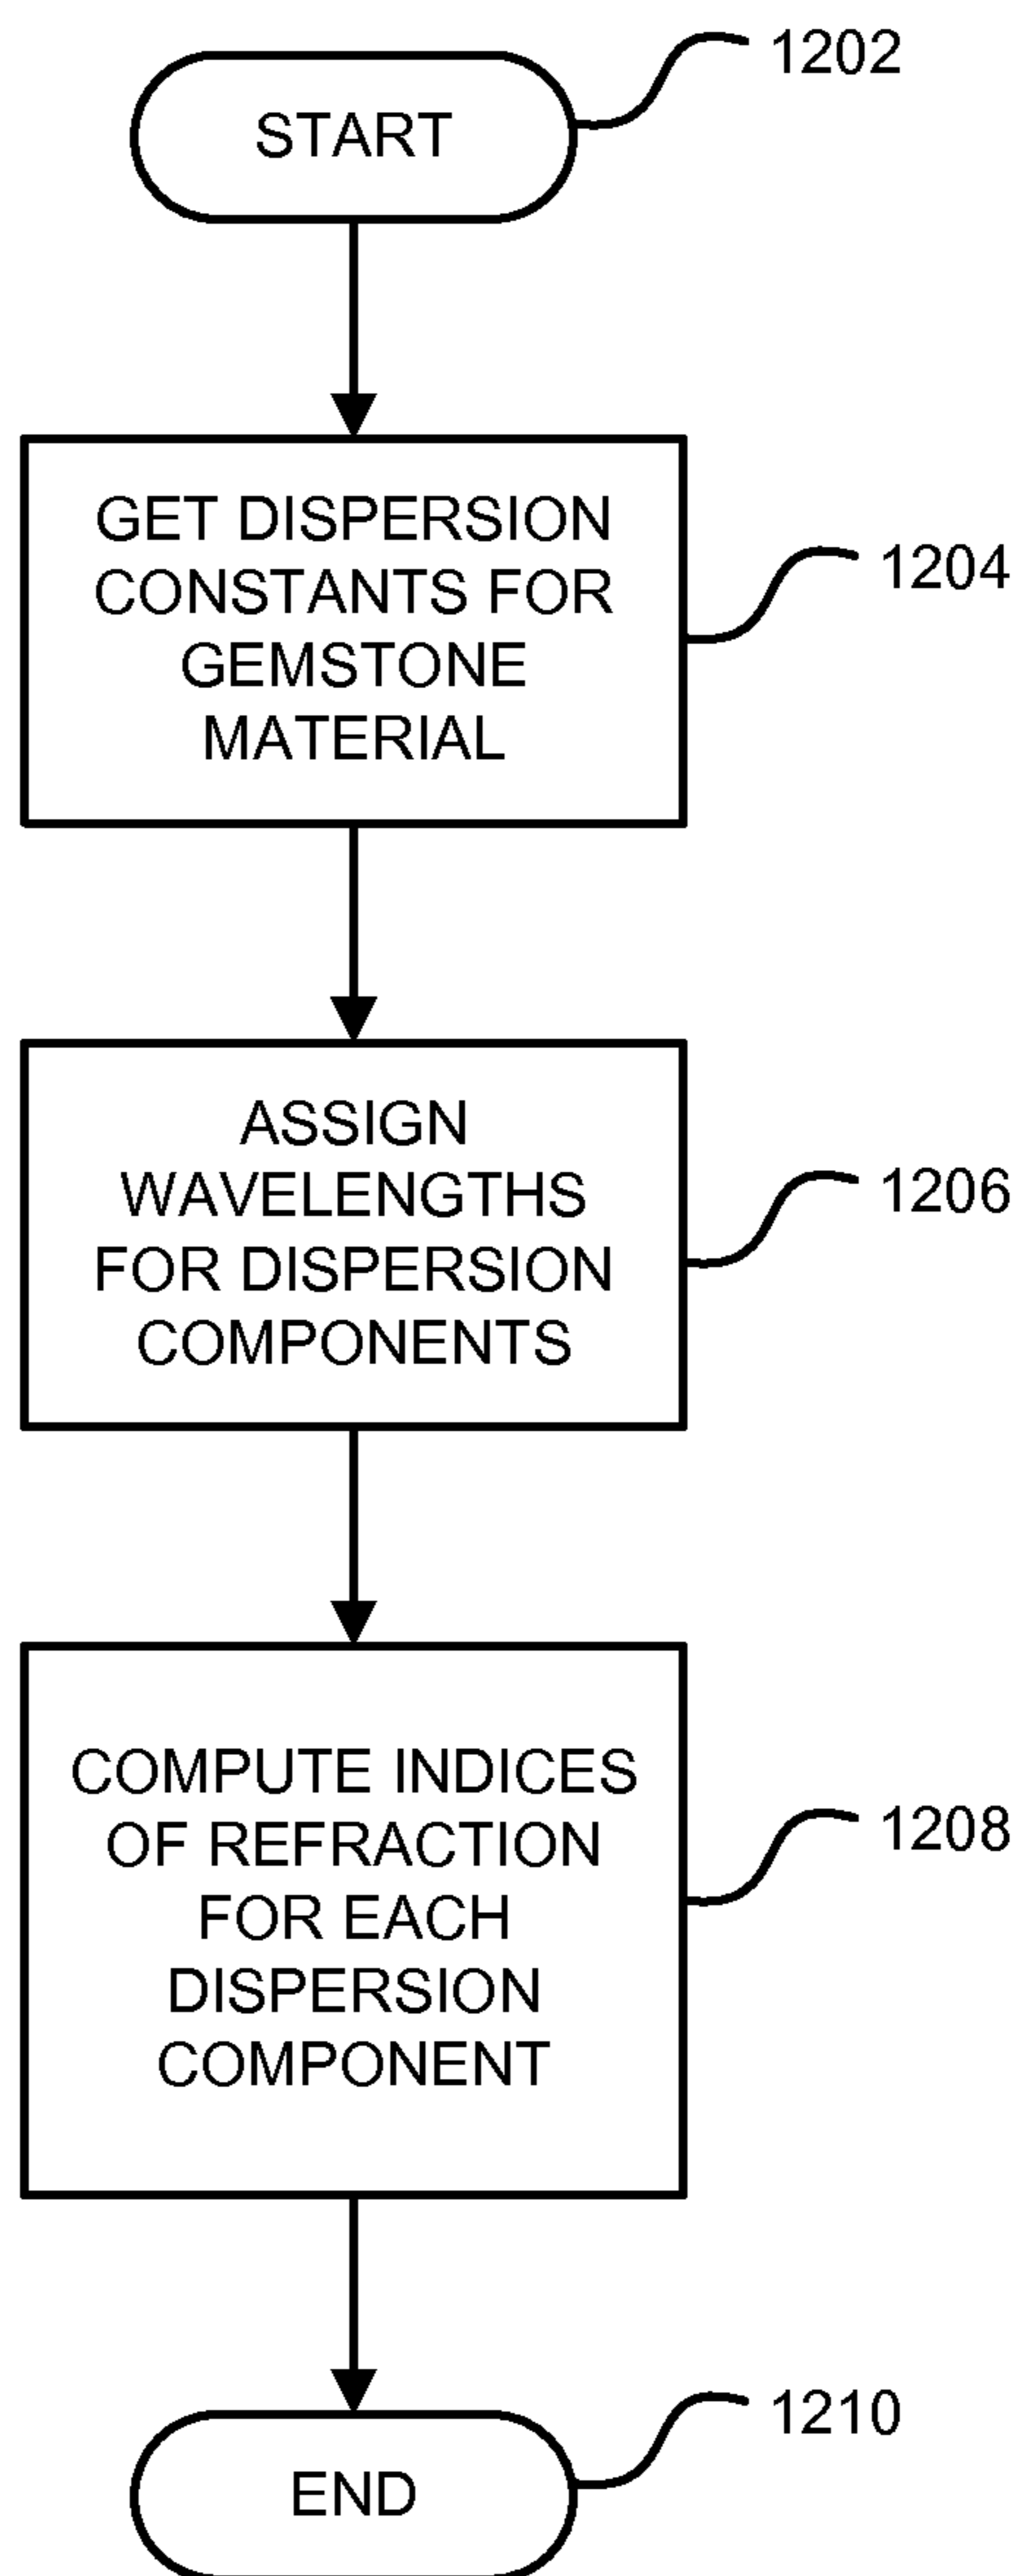 1202
START
GET DISPERSION
CONSTANTS FOR
GEMSTONE
MATERIAL
1204
ASSIGN
WAVELENGTHS
FOR DISPERSION
COMPONENTS
1206
COMPUTE INDICES
OF REFRACTION
FOR EACH
DISPERSION
COMPONENT
1208
1210
END